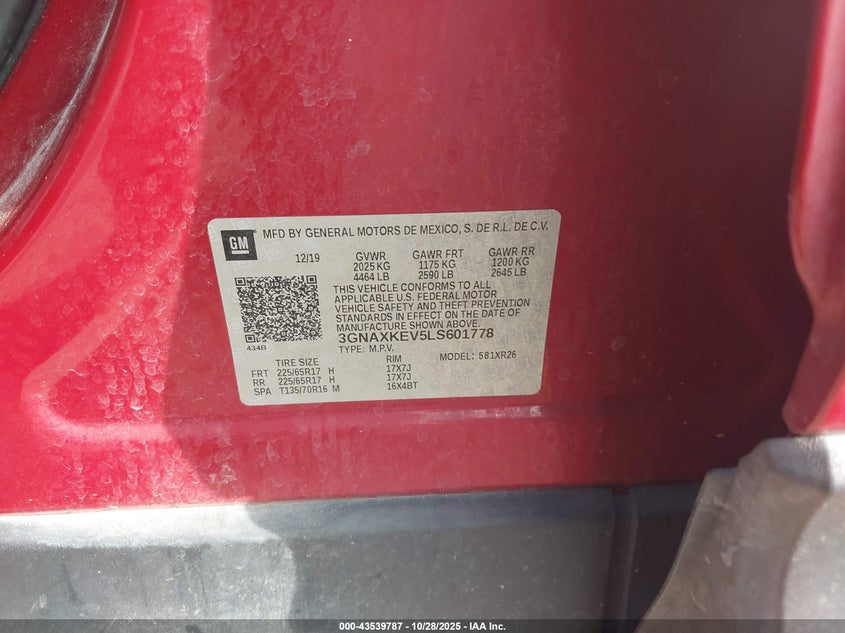 GM
MFD BY GENERAL MOTORS DE MEXICO, S. DE R.L. DE C.V.
12/19 GVWR GAWR FRT GAWR RR
2025 KG 1175 KG 1200 KG
4464 LB 2590 LB 2645 LB
THIS VEHICLE CONFORMS TO ALL
APPLICABLE U.S. FEDERAL MOTOR
VEHICLE SAFETY AND THEFT PREVENTION
STANDARDS IN EFFECT ON THE DATE OF
MANUFACTURE SHOWN ABOVE.
434B
3GNAXKEV5LS601778
TYPE: M.P.V. MODEL: 581XR26
TIRE SIZE RIM
FRT 225/65R17 H 17X7J
RR 225/65R17 H 17X7J
SPA T135/70R16 M 16X4BT
000-43539787 - 10/28/2025 - IAA Inc.